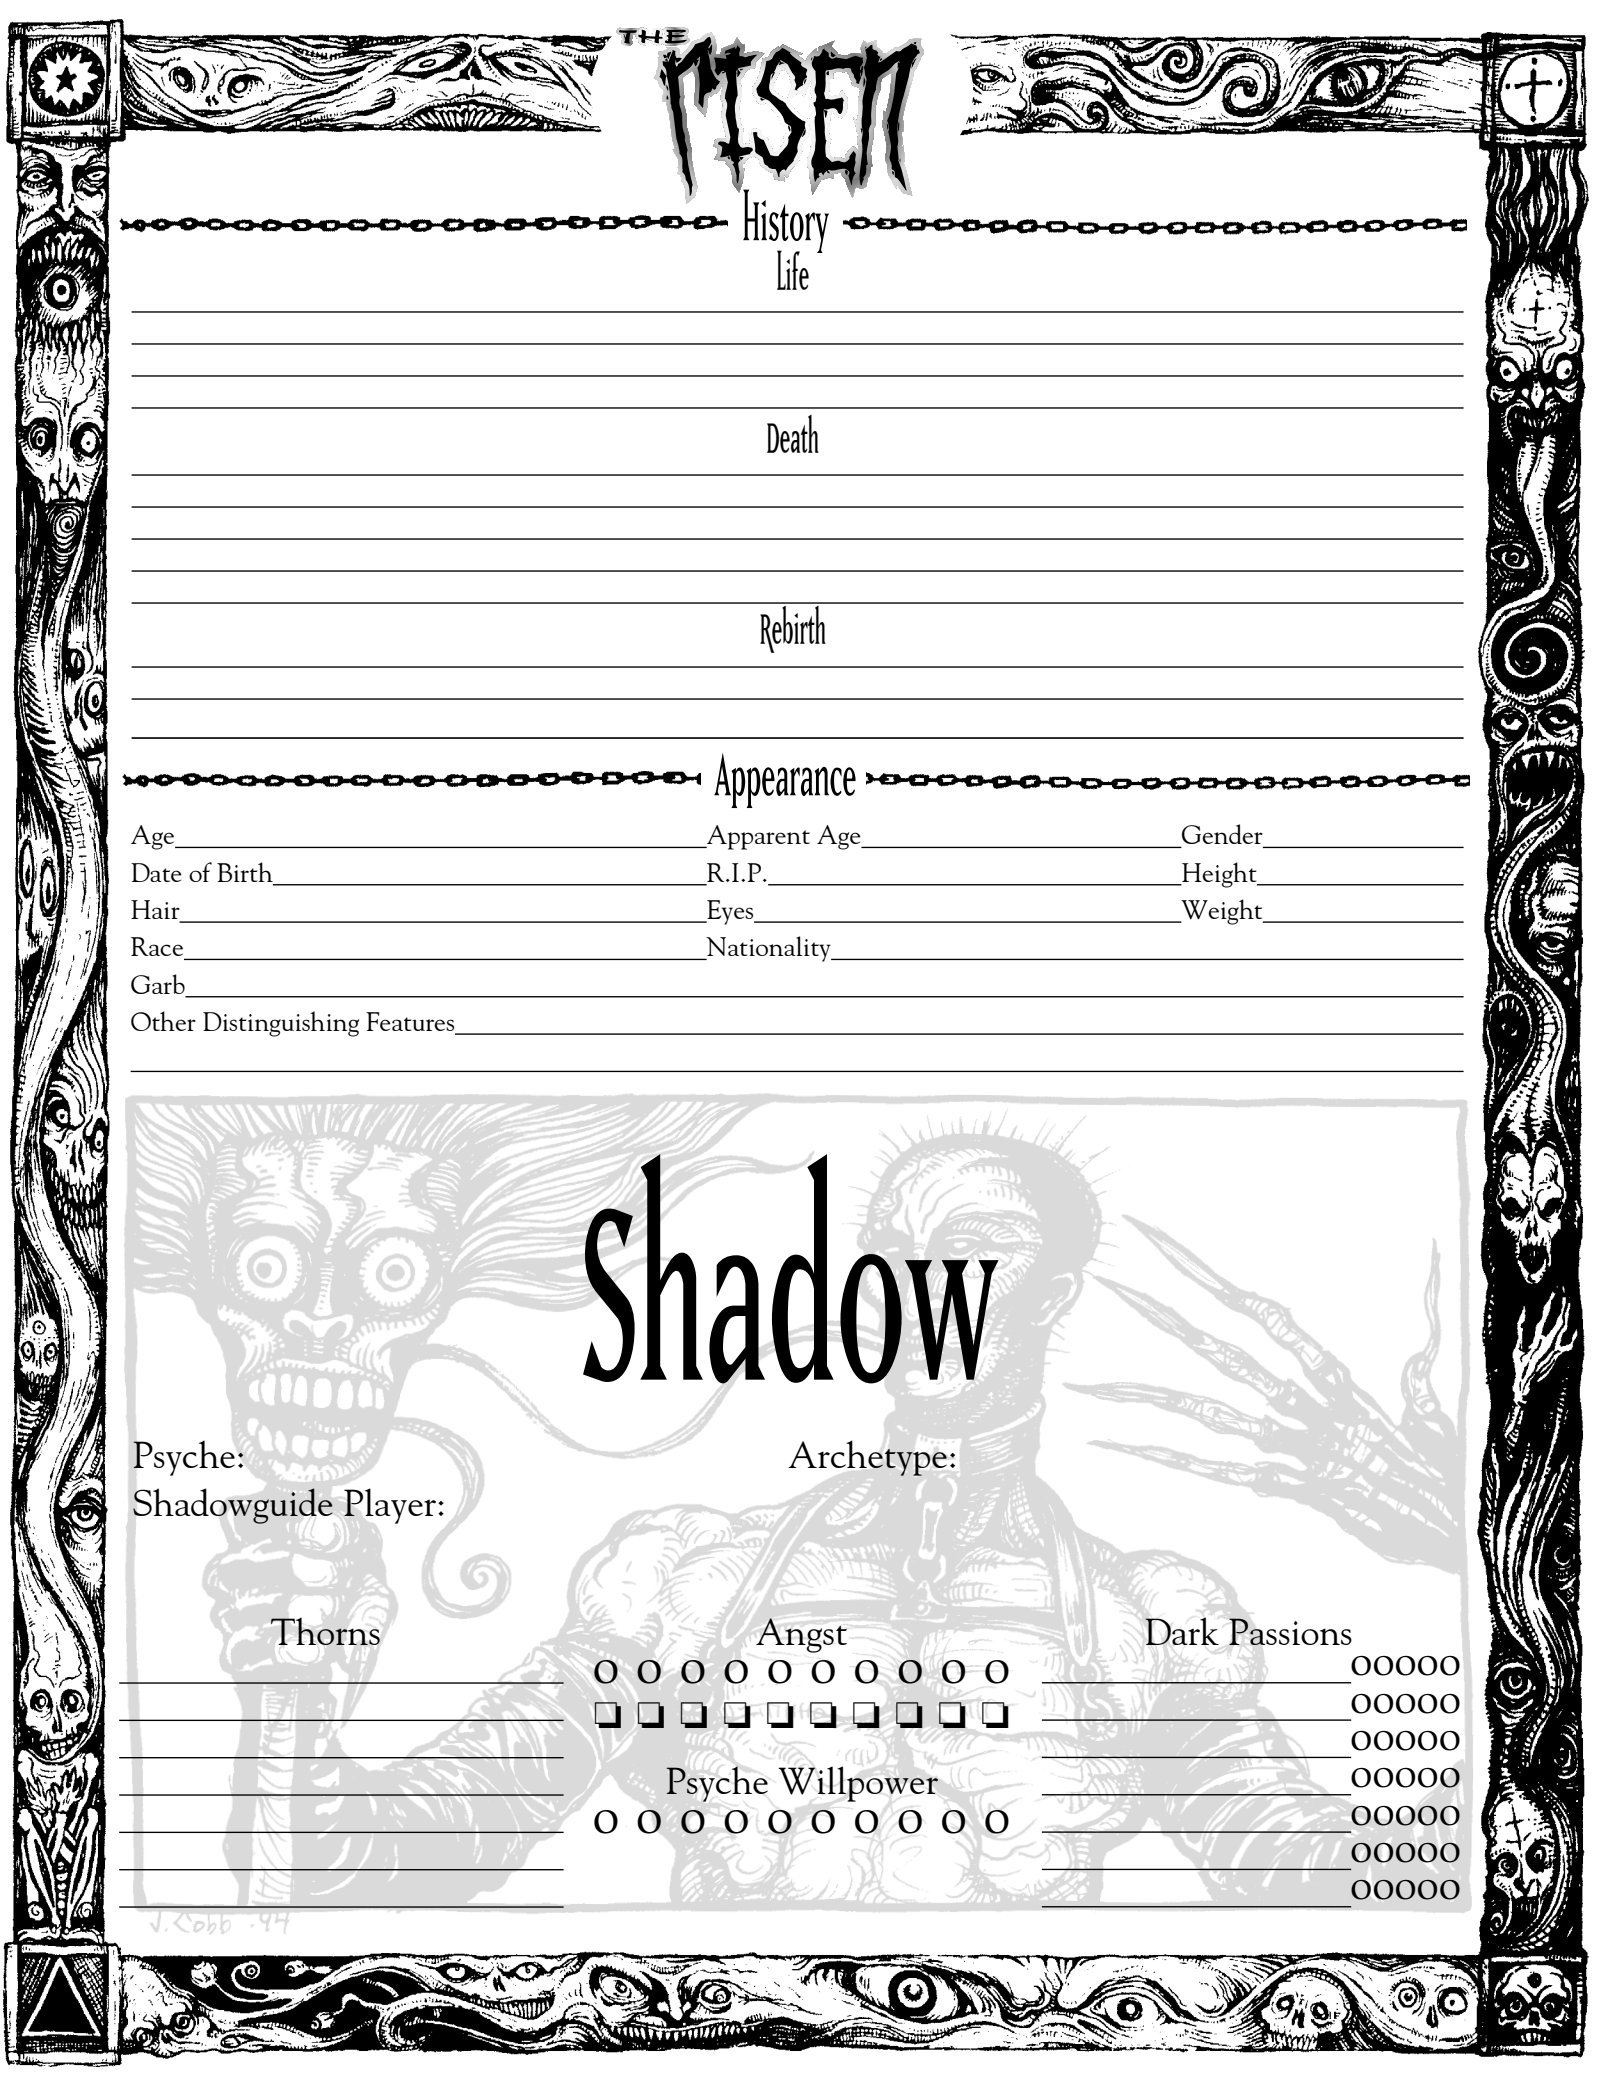 THE
RISEN
History
Life
Death
Rebirth
Appearance
Age Apparent Age Gender
Date of Birth R.I.P. Height
Hair Eyes Weight
Race Nationality
Garb
Other Distinguishing Features
Shadow
Psyche: Archetype:
Shadowguide Player:
Thorns Angst Dark Passions
Psyche Willpower
J. Cobb .94